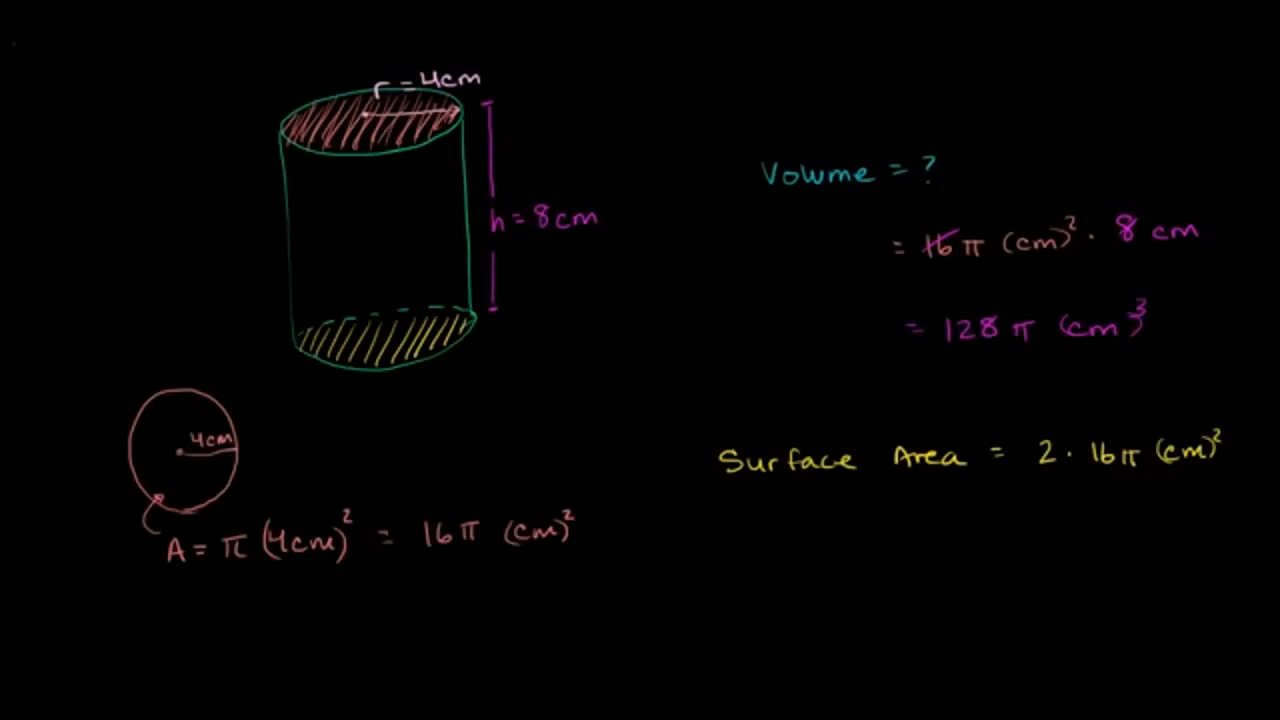 r = 4cm
h = 8cm
Volume = ?
= 16π (cm)² · 8 cm
= 128 π (cm)³
4cm
Surface Area = 2 · 16π (cm)²
A = π (4cm)² = 16π (cm)²